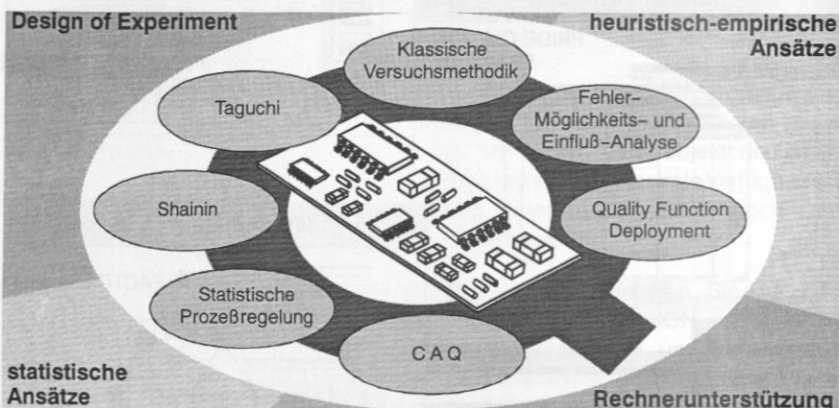 Design of Experiment
heuristisch-empirische
Ansätze
Klassische
Versuchsmethodik
Taguchi
Fehler-
Möglichkeits- und
Einfluß-Analyse
Shainin
Quality Function
Deployment
Statistische
Prozeßregelung
C A Q
statistische
Ansätze
Rechnerunterstützung